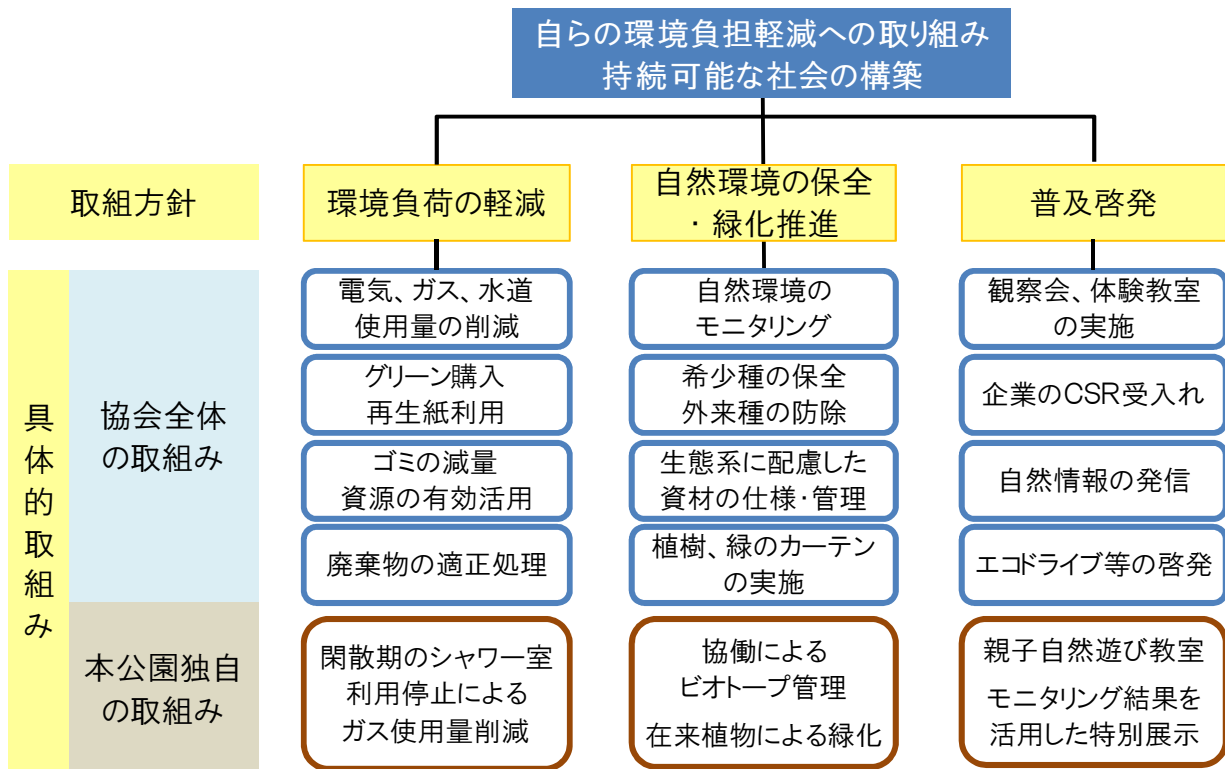 自らの環境負担軽減への取り組み
持続可能な社会の構築
取組方針
環境負荷の軽減
自然環境の保全
・緑化推進
普及啓発
具体的取組み
協会全体
の取組み
電気、ガス、水道
使用量の削減
自然環境の
モニタリング
観察会、体験教室
の実施
グリーン購入
再生紙利用
希少種の保全
外来種の防除
企業のCSR受入れ
ゴミの減量
資源の有効活用
生態系に配慮した
資材の仕様・管理
自然情報の発信
廃棄物の適正処理
植樹、緑のカーテン
の実施
エコドライブ等の啓発
本公園独自
の取組み
閑散期のシャワー室
利用停止による
ガス使用量削減
協働による
ビオトープ管理
在来植物による緑化
親子自然遊び教室
モニタリング結果を
活用した特別展示